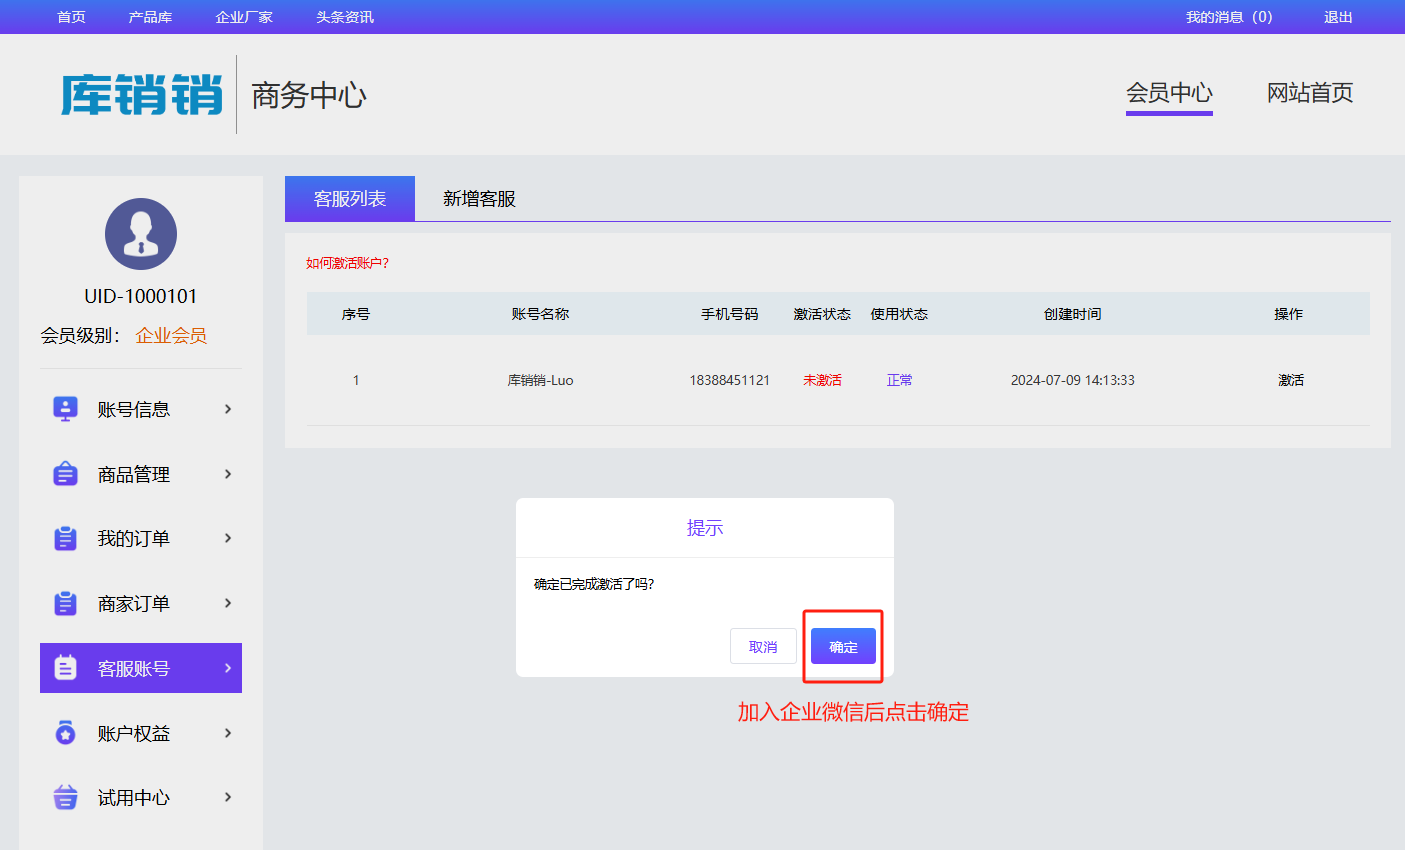 首页 产品库 企业厂家 头条资讯 我的消息（0） 退出
库销销 商务中心 会员中心 网站首页
客服列表 新增客服
如何激活账户?
UID-1000101
会员级别： 企业会员
序号 账号名称 手机号码 激活状态 使用状态 创建时间 操作
1 库销销-Luo 18388451121 未激活 正常 2024-07-09 14:13:33 激活
账号信息
商品管理
我的订单
商家订单
客服账号
账户权益
试用中心
提示
确定已完成激活了吗?
取消 确定
加入企业微信后点击确定